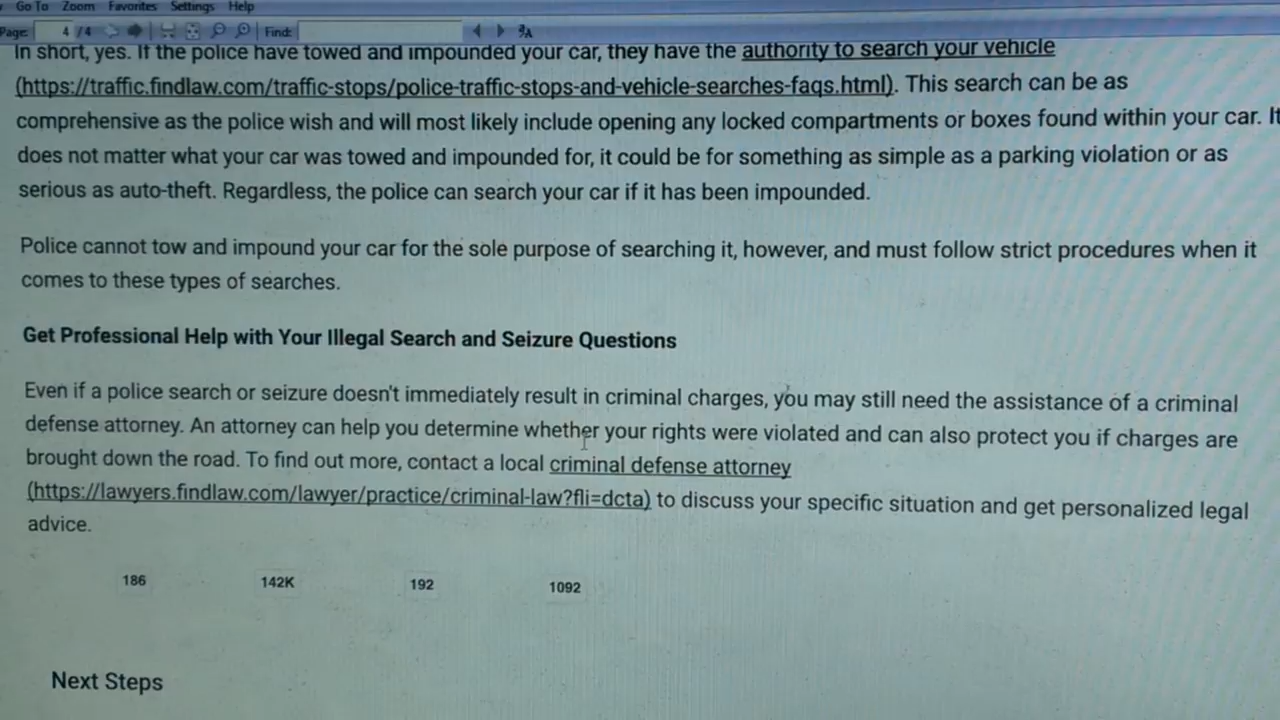 Go To Zoom Favorites Settings Help
Page: 4 / 4 Find:
In short, yes. If the police have towed and impounded your car, they have the authority to search your vehicle
(https://traffic.findlaw.com/traffic-stops/police-traffic-stops-and-vehicle-searches-faqs.html). This search can be as
comprehensive as the police wish and will most likely include opening any locked compartments or boxes found within your car. It
does not matter what your car was towed and impounded for, it could be for something as simple as a parking violation or as
serious as auto-theft. Regardless, the police can search your car if it has been impounded.
Police cannot tow and impound your car for the sole purpose of searching it, however, and must follow strict procedures when it
comes to these types of searches.
Get Professional Help with Your Illegal Search and Seizure Questions
Even if a police search or seizure doesn't immediately result in criminal charges, you may still need the assistance of a criminal
defense attorney. An attorney can help you determine whether your rights were violated and can also protect you if charges are
brought down the road. To find out more, contact a local criminal defense attorney
(https://lawyers.findlaw.com/lawyer/practice/criminal-law?fli=dcta) to discuss your specific situation and get personalized legal
advice.
186 142K 192 1092
Next Steps